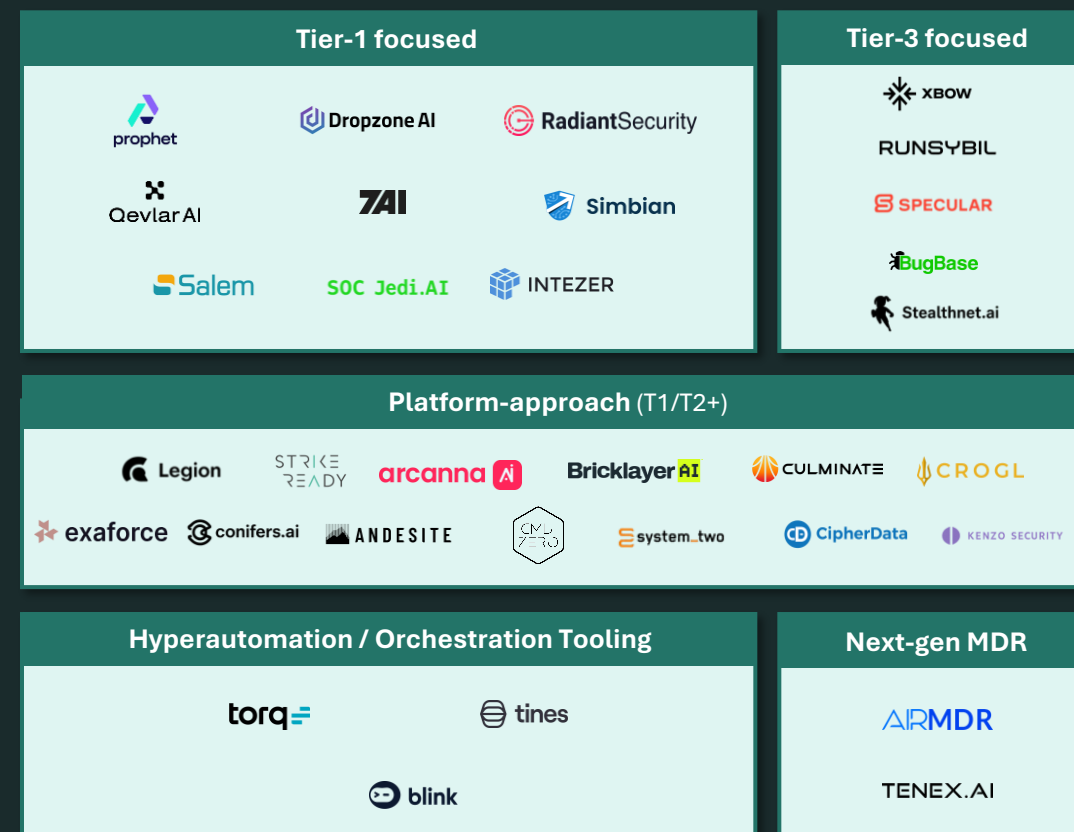 Tier-1 focused
prophet
Dropzone AI
RadiantSecurity
Qevlar AI
7AI
Simbian
Salem
SOC Jedi.AI
INTEZER
Tier-3 focused
XBOW
RUNSYBIL
SPECULAR
BugBase
Stealthnet.ai
Platform-approach (T1/T2+)
Legion
STRIKE
READY
arcanna Ai
Bricklayer AI
CULMINATE
CROGL
exaforce
conifers.ai
ANDESITE
CMD
ZERO
system_two
CD CipherData
KENZO SECURITY
Hyperautomation / Orchestration Tooling
torq
tines
blink
Next-gen MDR
AIRMDR
TENEX.AI